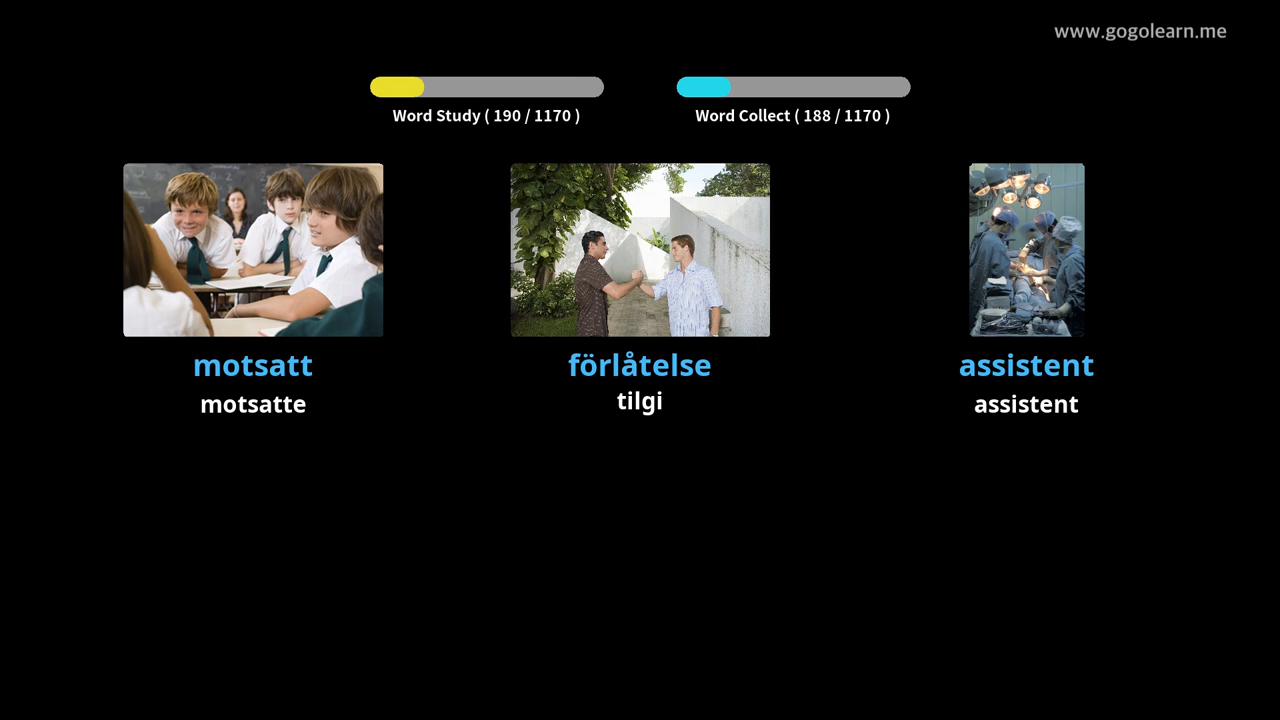 www.gogolearn.me
Word Study ( 190 / 1170 )
Word Collect ( 188 / 1170 )
motsatt
förlåtelse
assistent
motsatte
tilgi
assistent